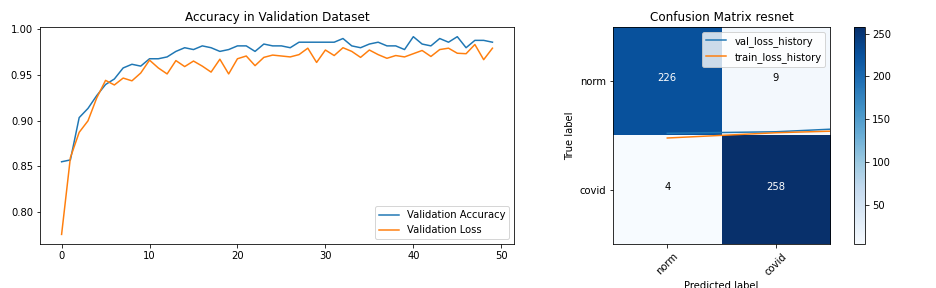 Accuracy in Validation Dataset
1.00
0.95
0.90
0.85
0.80
0 10 20 30 40 50
Validation Accuracy
Validation Loss
Confusion Matrix resnet
val_loss_history
train_loss_history
226 9
4 258
True label
norm
covid
norm covid
Predicted label
250
200
150
100
50